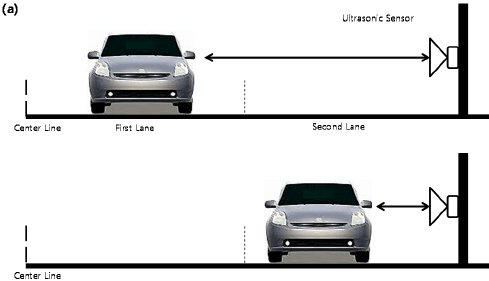 (a)
Ultrasonic Sensor
Center Line
First Lane
Second Lane
Center Line